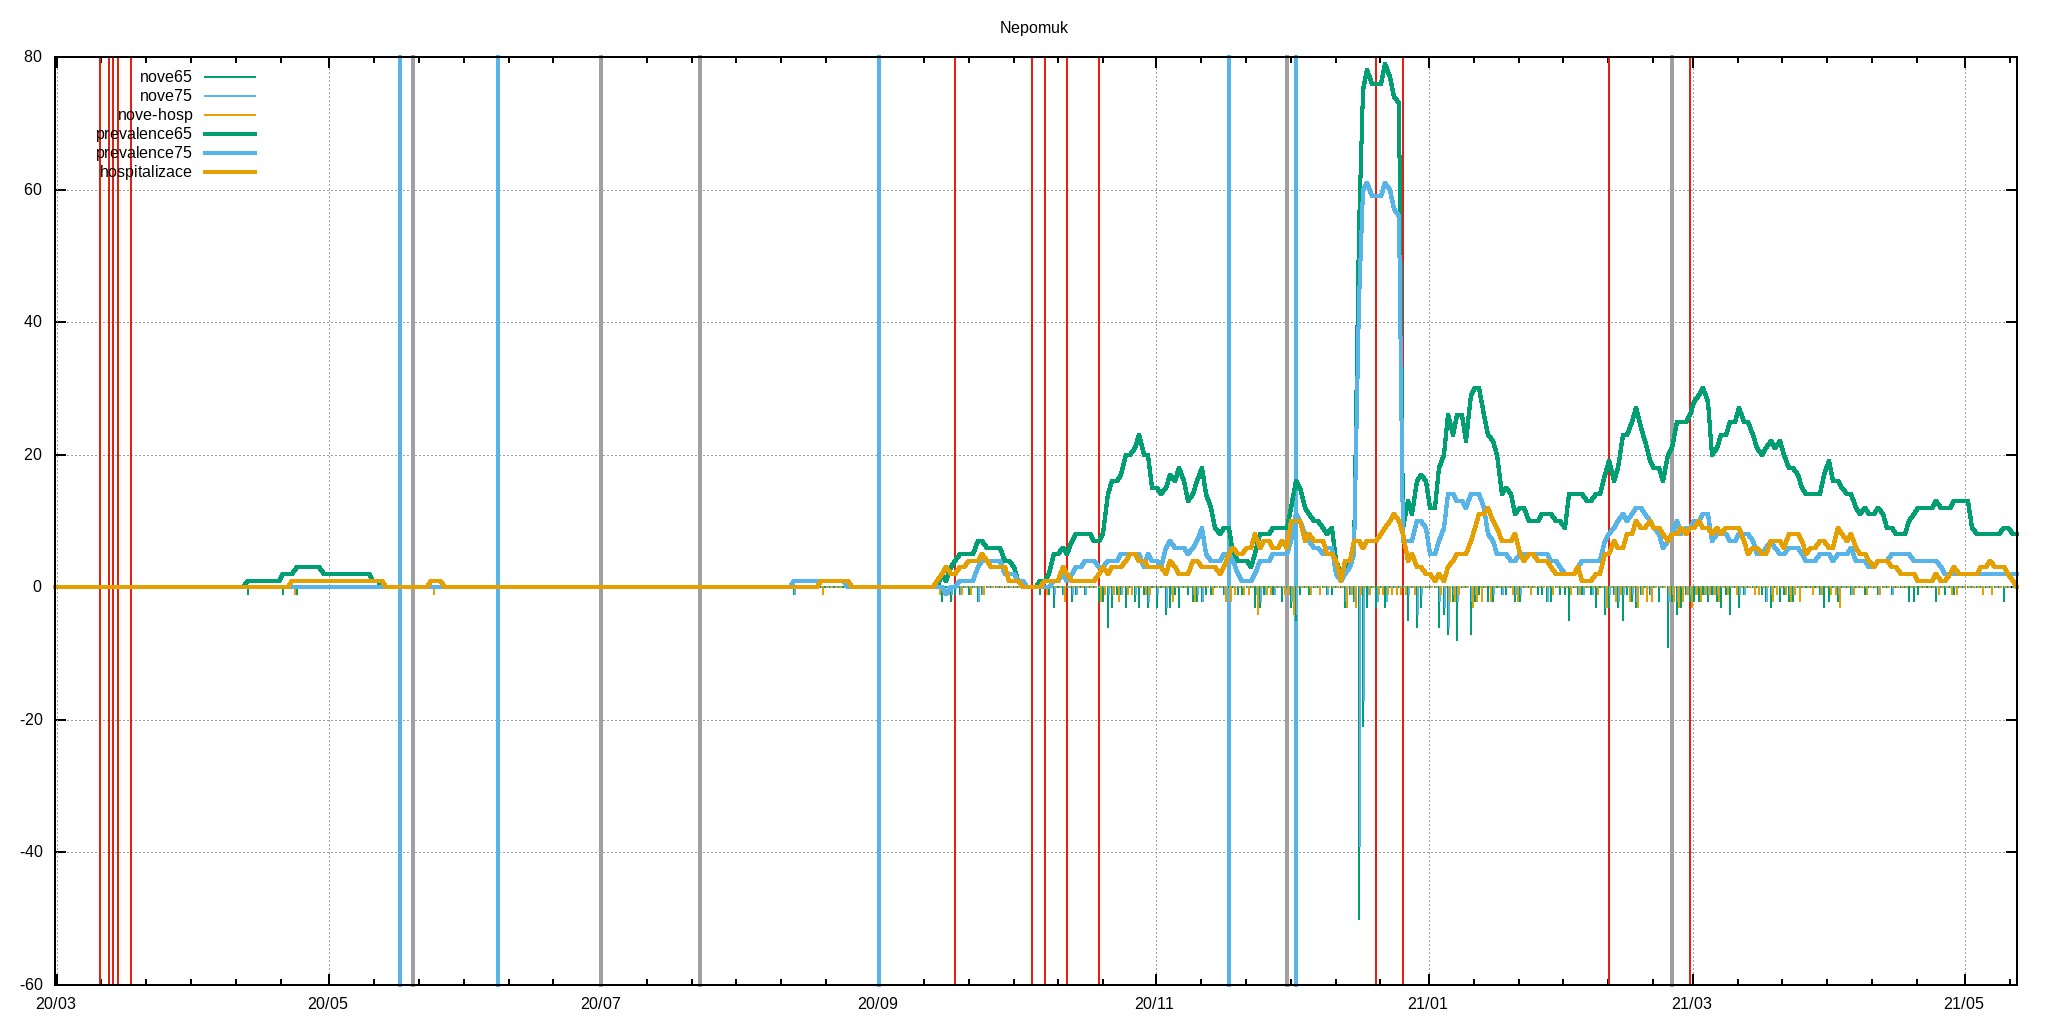 Nepomuk
80
nove65
nove75
nove-hosp
prevalence65
prevalence75
hospitalizace
60
40
20
0
-20
-40
-60
20/03 20/05 20/07 20/09 20/11 21/01 21/03 21/05